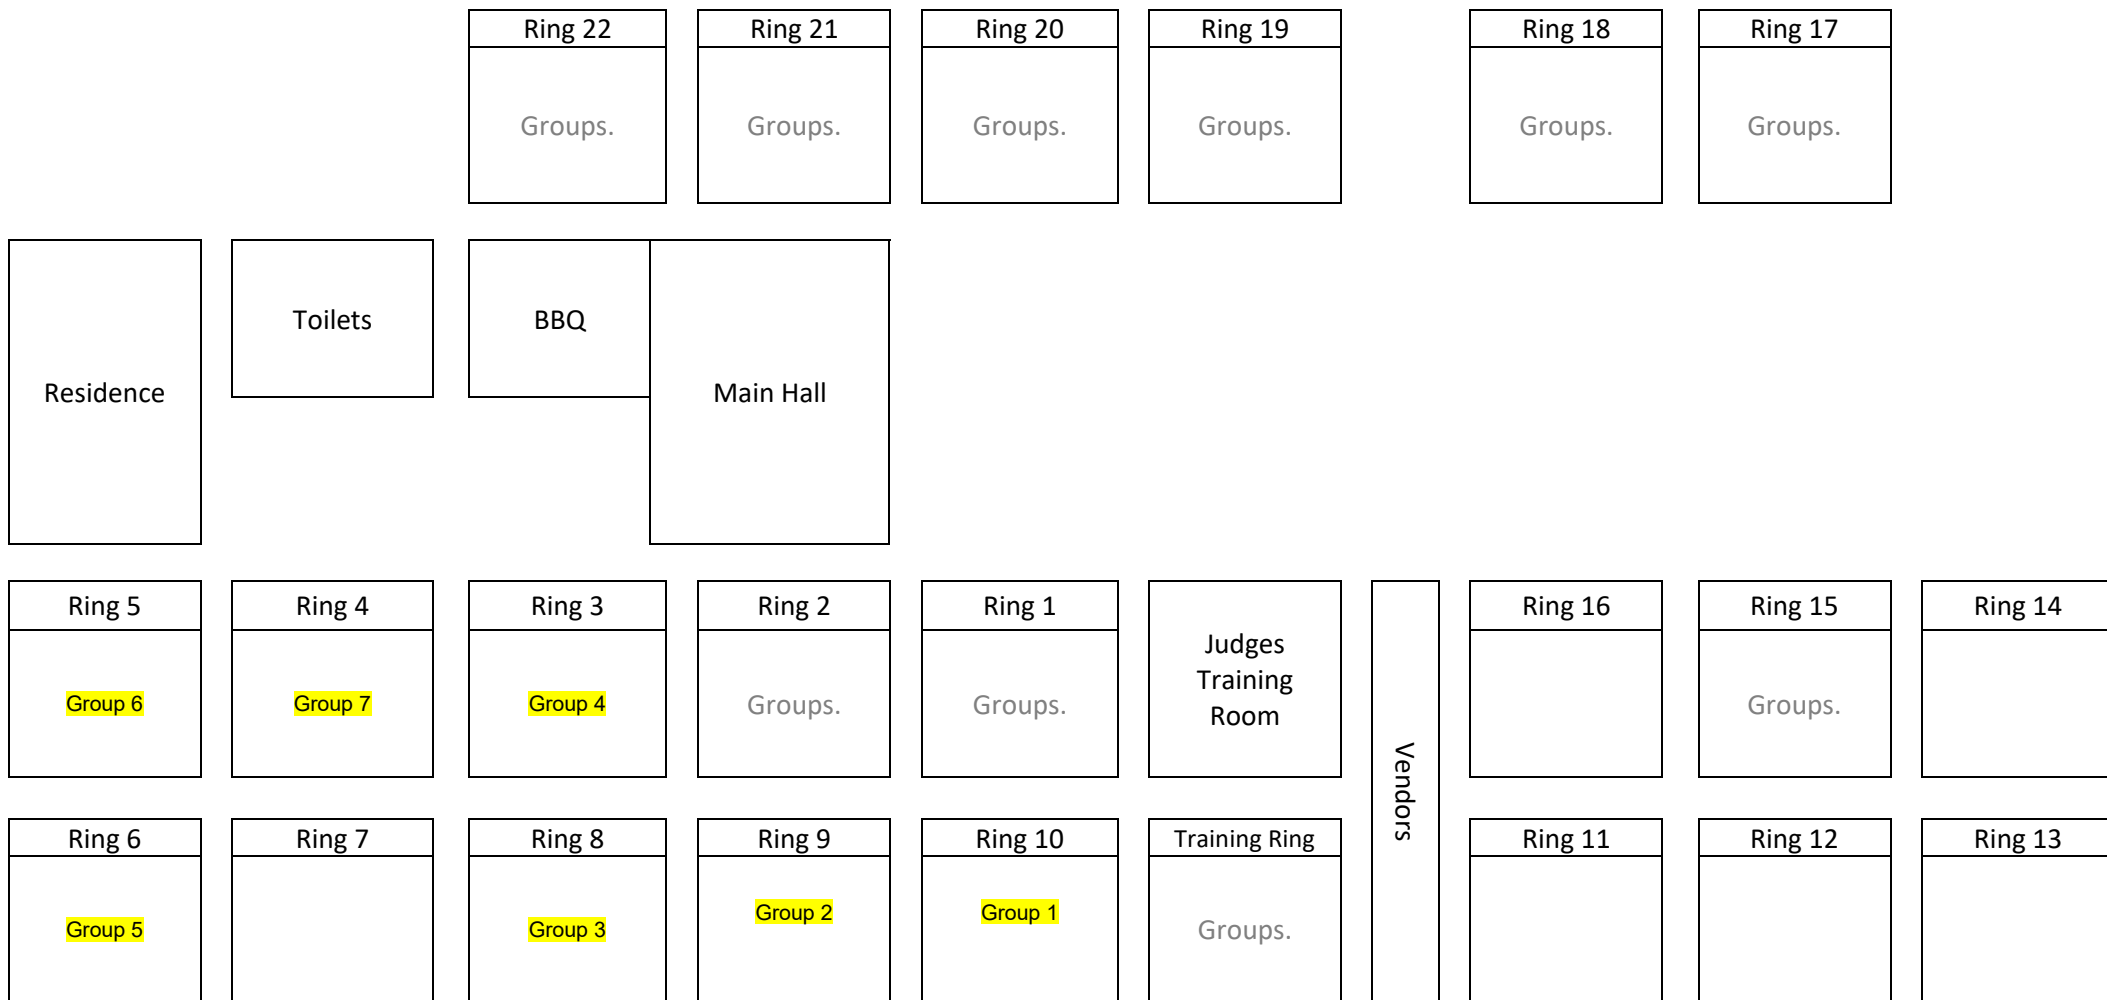 Ring 22
Ring 21
Ring 20
Ring 19
Ring 18
Ring 17
Groups.
Groups.
Groups.
Groups.
Groups.
Groups.
Residence
Toilets
BBQ
Main Hall
Ring 5
Ring 4
Ring 3
Ring 2
Ring 1
Judges
Training
Room
Vendors
Ring 16
Ring 15
Ring 14
Group 6
Group 7
Group 4
Groups.
Groups.
Groups.
Ring 6
Ring 7
Ring 8
Ring 9
Ring 10
Training Ring
Ring 11
Ring 12
Ring 13
Group 5
Group 3
Group 2
Group 1
Groups.